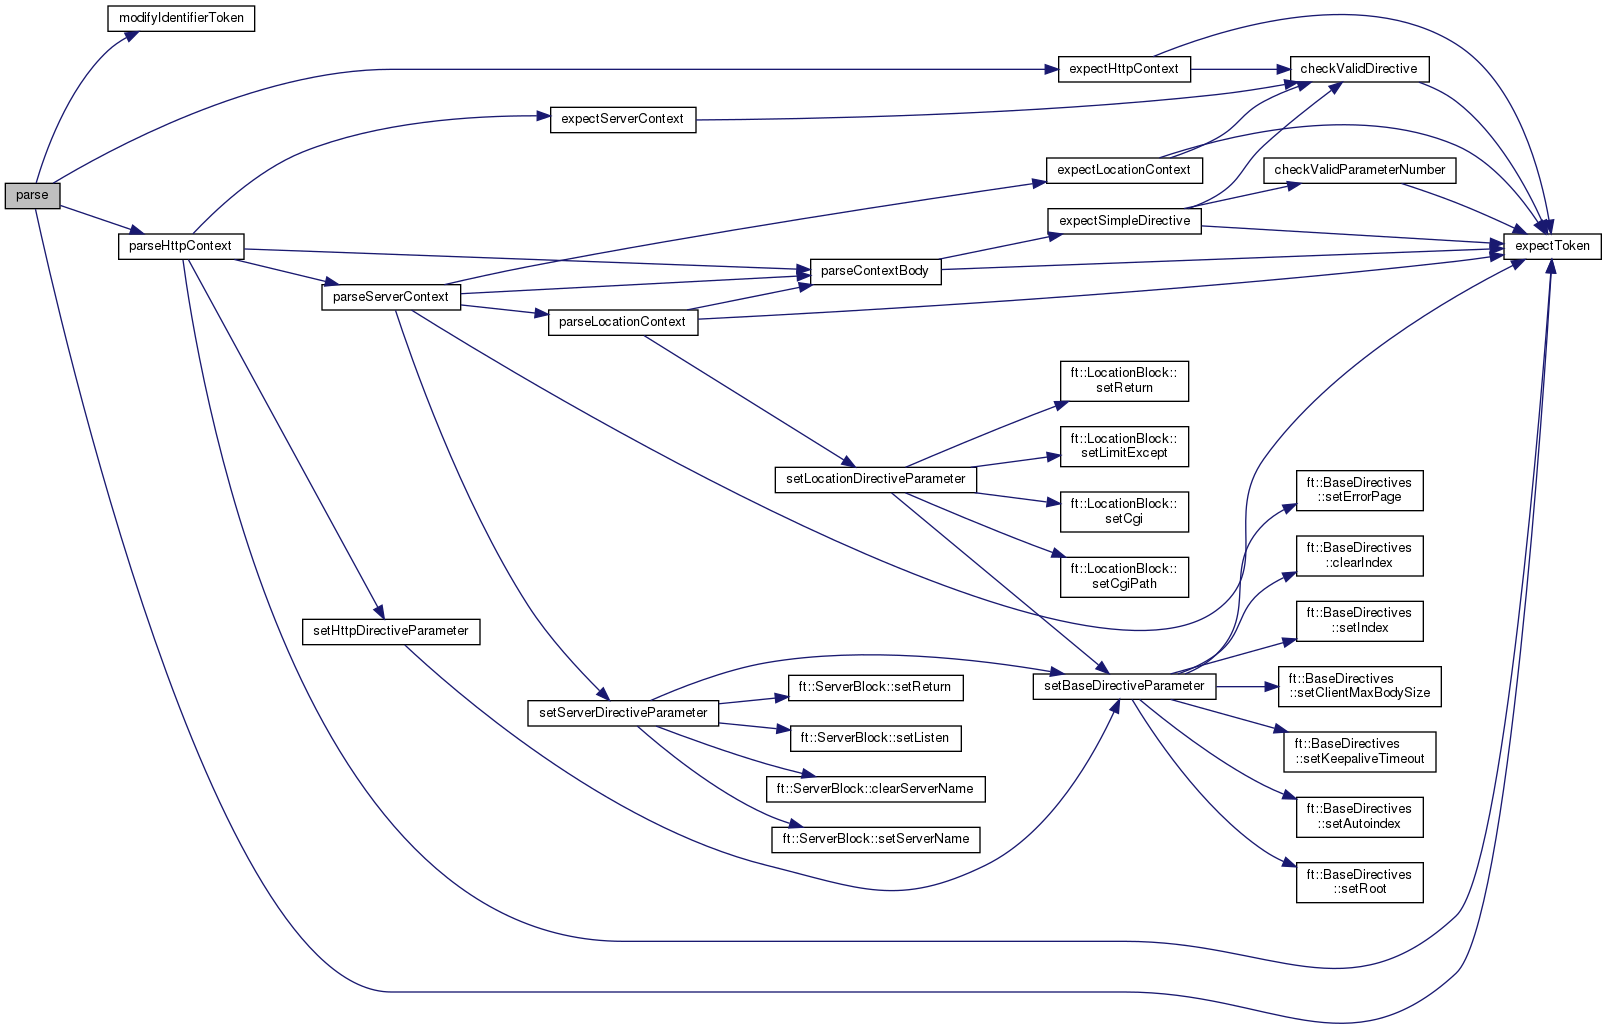 modifyIdentifierToken
expectHttpContext
checkValidDirective
expectServerContext
expectLocationContext
checkValidParameterNumber
parse
expectSimpleDirective
parseHttpContext
expectToken
parseContextBody
parseServerContext
parseLocationContext
ft::LocationBlock::
setReturn
ft::LocationBlock::
setLimitExcept
setLocationDirectiveParameter
ft::BaseDirectives
::setErrorPage
ft::LocationBlock::
setCgi
ft::BaseDirectives
::clearIndex
ft::LocationBlock::
setCgiPath
ft::BaseDirectives
::setIndex
setHttpDirectiveParameter
setBaseDirectiveParameter
ft::BaseDirectives
::setClientMaxBodySize
ft::ServerBlock::setReturn
setServerDirectiveParameter
ft::ServerBlock::setListen
ft::BaseDirectives
::setKeepaliveTimeout
ft::ServerBlock::clearServerName
ft::BaseDirectives
::setAutoindex
ft::ServerBlock::setServerName
ft::BaseDirectives
::setRoot